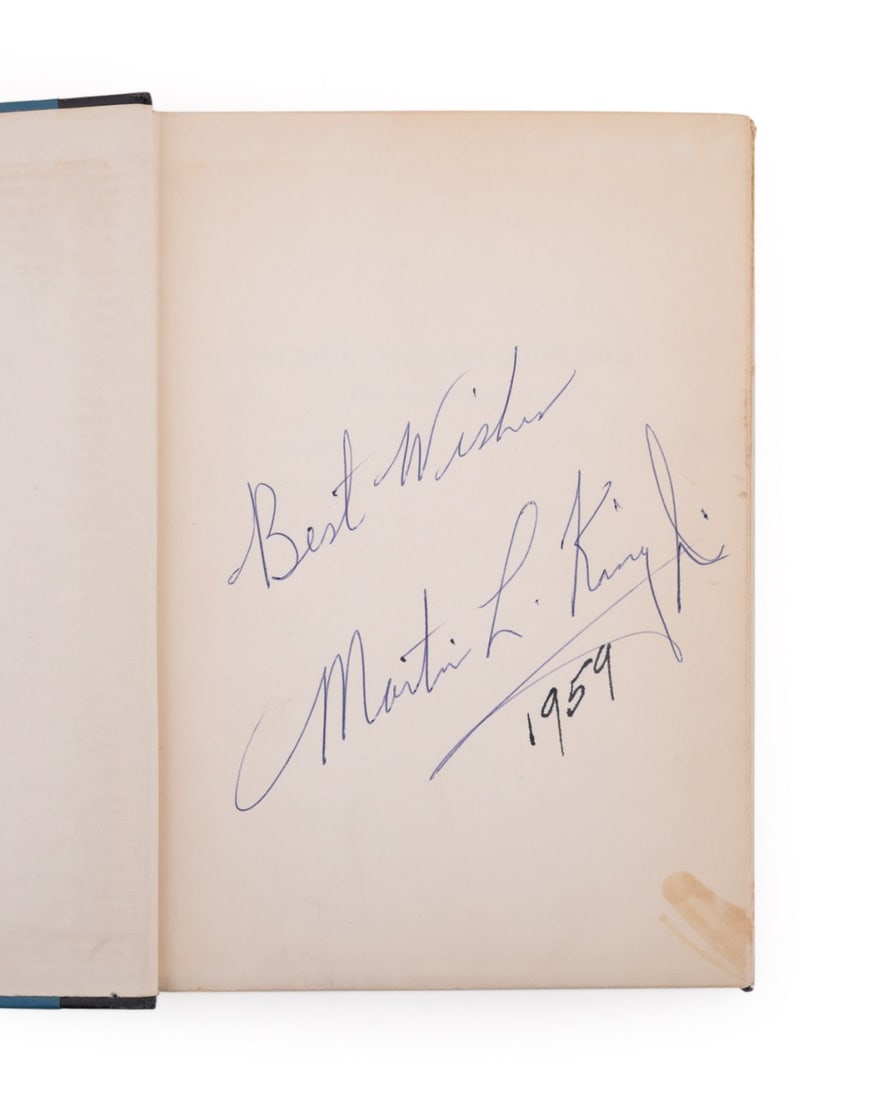 Best Wishes
Martin L. King Jr.
1959